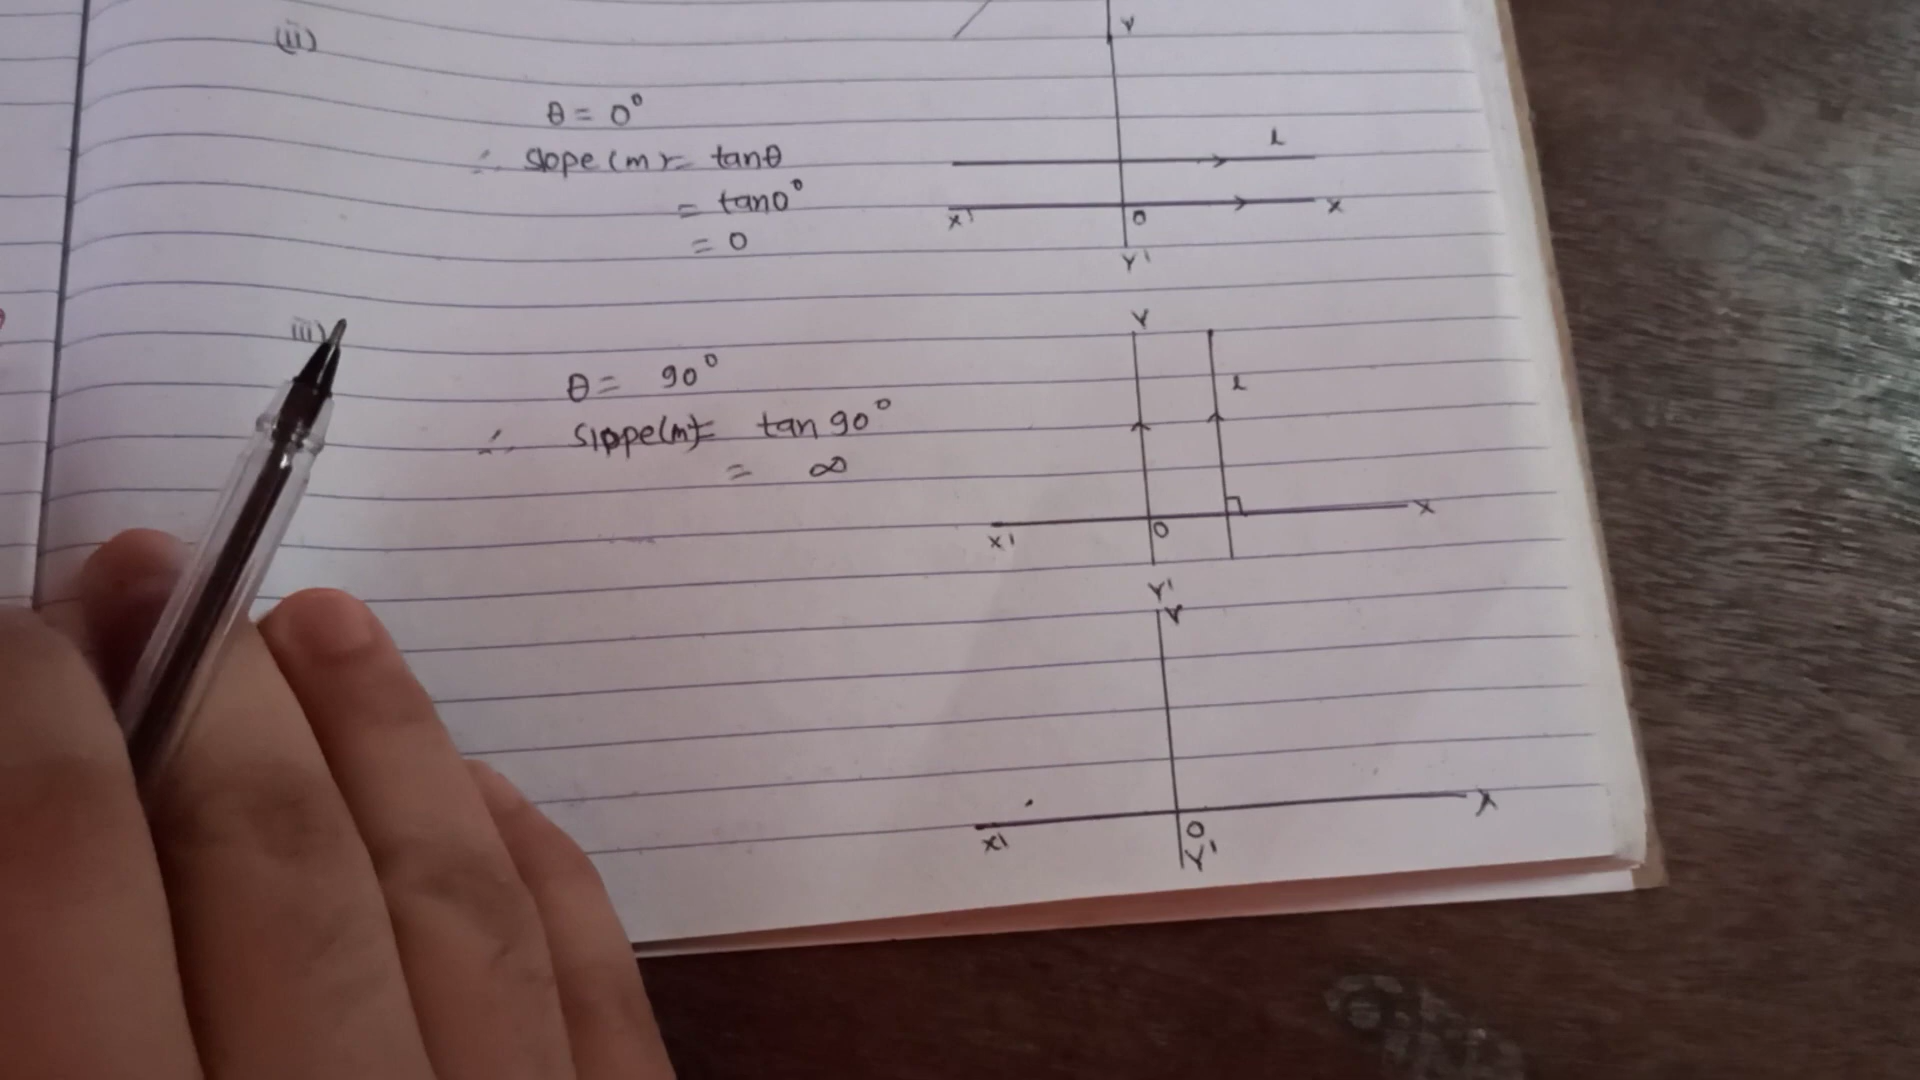 (ii)
Y
θ = 0°
∴ slope (m) = tanθ
l
= tan0°
X' O X
= 0
Y'
(iii)
Y
θ = 90°
l
∴ slope(m) = tan 90°
= ∞
X
X' O
Y'
Y
X
X' O
Y'